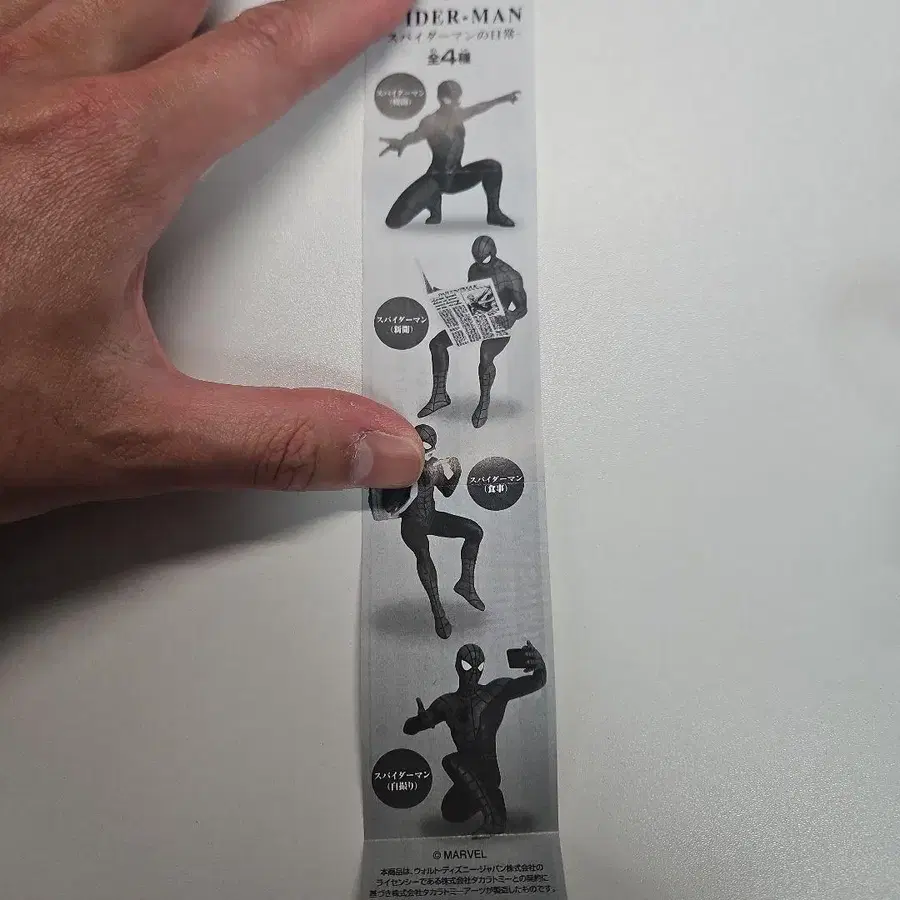 IDER-MAN
スパイダーマンの日常-
全4種
スパイダーマン
スパイダーマン
(新聞)
スパイダーマン
(食事)
スパイダーマン
(自撮り)
© MARVEL
本商品は、ウォルト・ディズニー・ジャパン株式会社の
ライセンシーである株式会社タカラトミーとの契約に
基づき株式会社タカラトミーアーツが製造したものです。